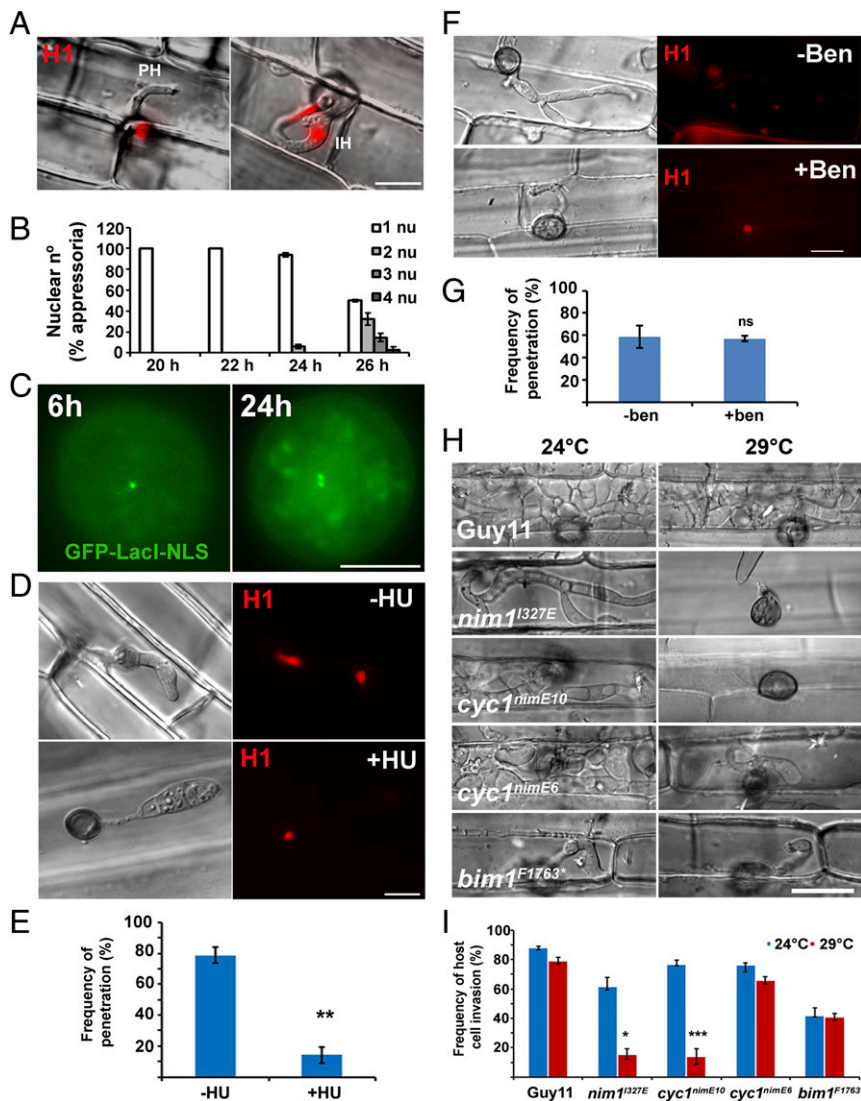 A
H1
PH
IH
B
Nuclear nº
(% appressoria)
120
100
80
60
40
20
0
20 h
22 h
24 h
26 h
1 nu
2 nu
3 nu
4 nu
C
6h
24h
GFP-LacI-NLS
D
H1
-HU
H1
+HU
E
Frequency of
penetration (%)
80
60
40
20
**
-HU
+HU
F
H1
-Ben
H1
+Ben
G
Frequency of
penetration (%)
100
80
60
40
20
ns
-ben
+ben
H
24°C
29°C
Guy11
nim1I327E
cyc1nimE10
cyc1nimE6
bim1F1763*
I
Frequency of host
cell invasion (%)
100
80
60
40
20
24°C
29°C
*
***
Guy11
nim1I327E
cyc1nimE10
cyc1nimE6
bim1F1763